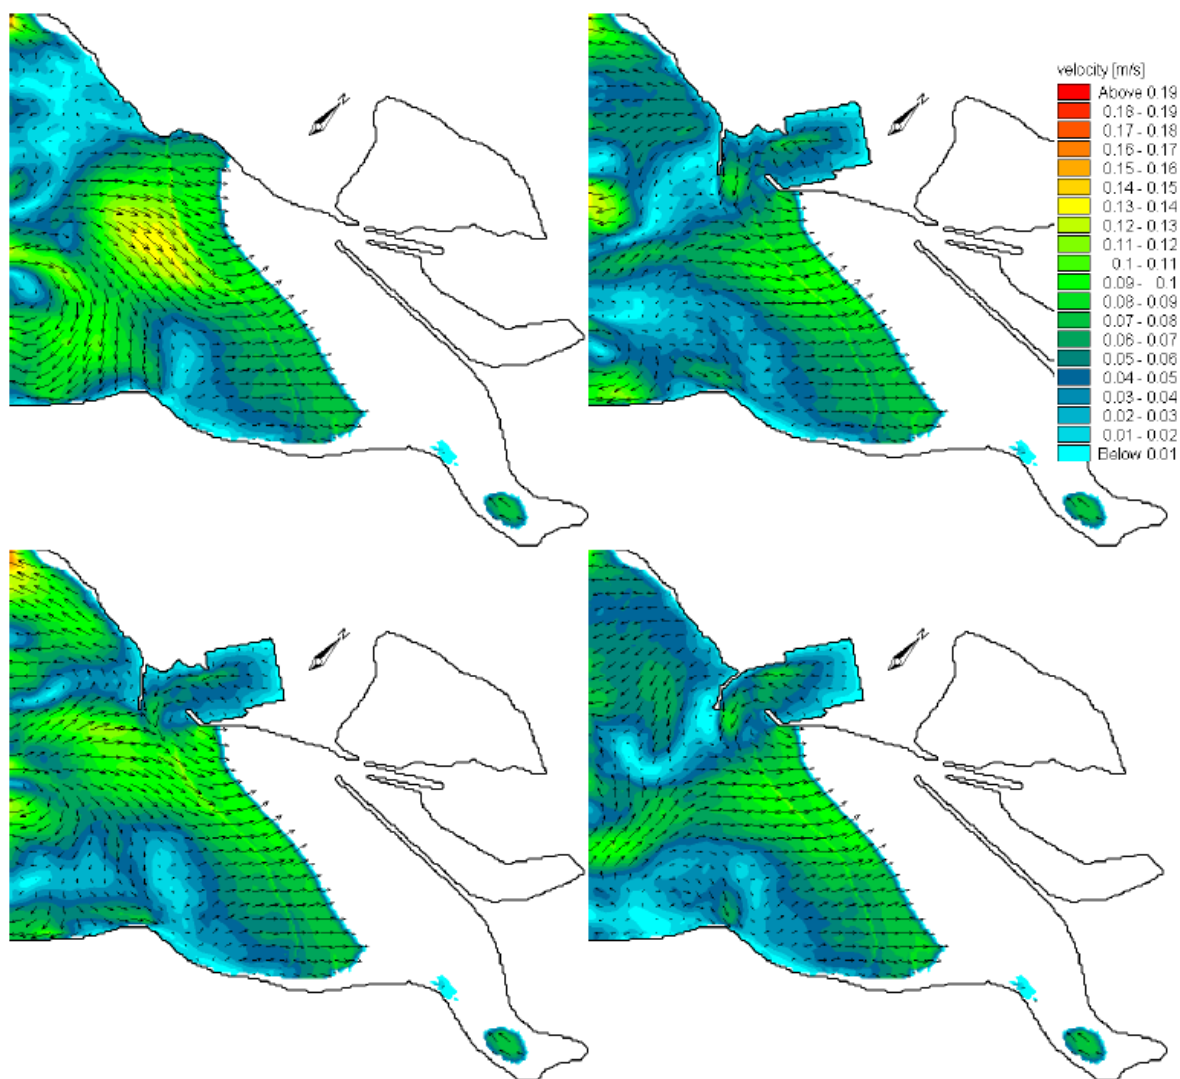 velocity [m/s]
Above 0.19
0.18 - 0.19
0.17 - 0.18
0.16 - 0.17
0.15 - 0.16
0.14 - 0.15
0.13 - 0.14
0.12 - 0.13
0.11 - 0.12
0.1 - 0.11
0.09 - 0.1
0.08 - 0.09
0.07 - 0.08
0.06 - 0.07
0.05 - 0.06
0.04 - 0.05
0.03 - 0.04
0.02 - 0.03
0.01 - 0.02
Below 0.01
N
N
N
N